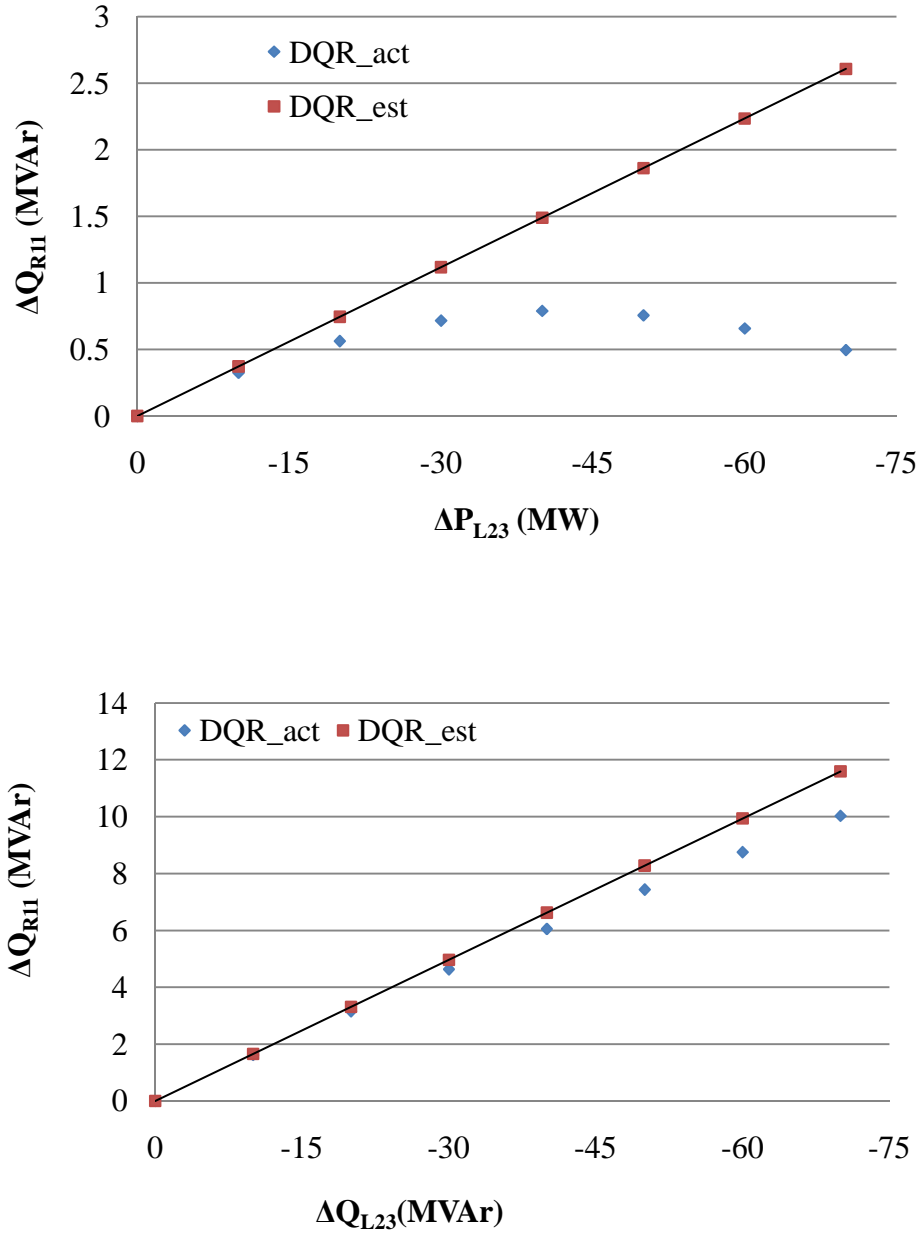 3
2.5
2
1.5
1
0.5
0
DQR_act
DQR_est
ΔQR11 (MVAr)
0 -15 -30 -45 -60 -75
ΔPL23 (MW)
14
12
10
8
6
4
2
0
DQR_act DQR_est
ΔQR11 (MVAr)
0 -15 -30 -45 -60 -75
ΔQL23(MVAr)